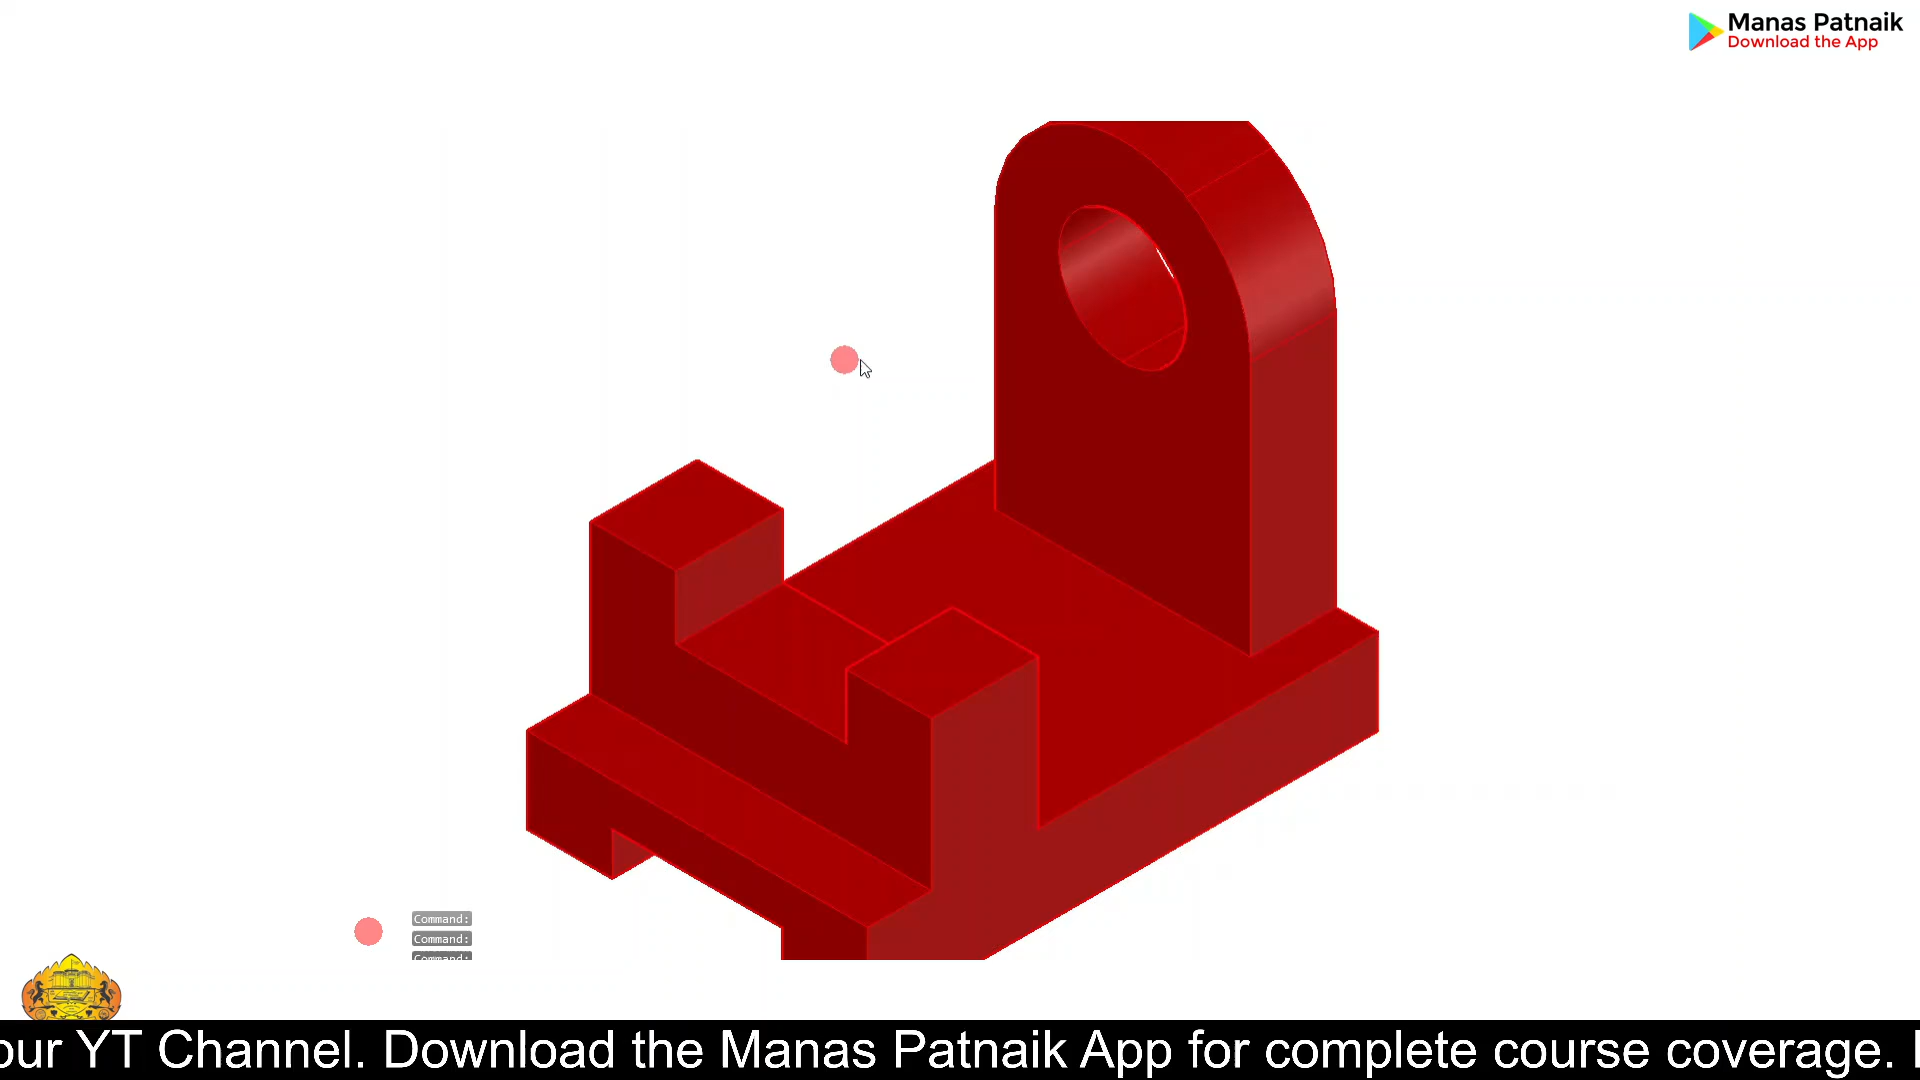 Manas Patnaik
Download the App
Command:
Command:
Command:
our YT Channel. Download the Manas Patnaik App for complete course coverage.